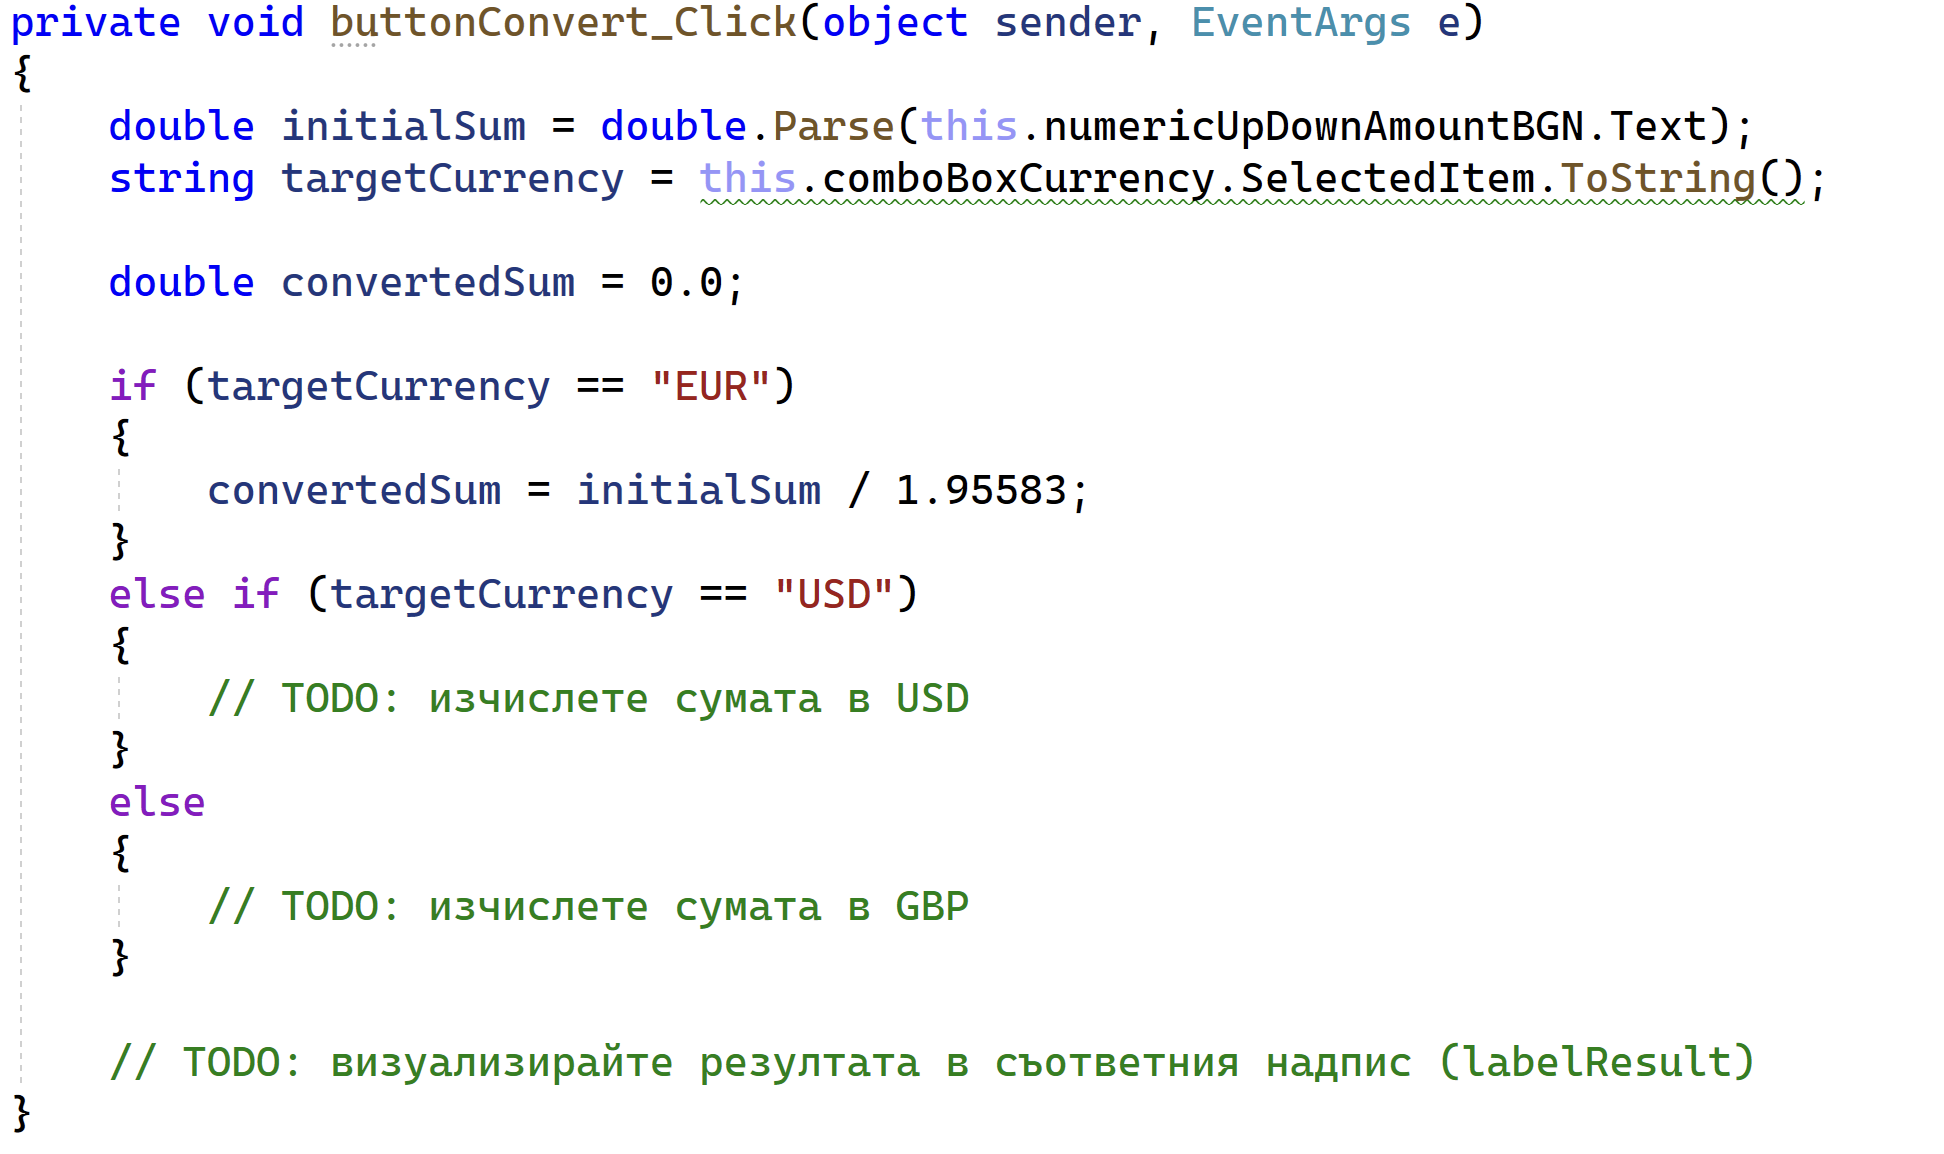 private void buttonConvert_Click(object sender, EventArgs e)
{
    double initialSum = double.Parse(this.numericUpDownAmountBGN.Text);
    string targetCurrency = this.comboBoxCurrency.SelectedItem.ToString();

    double convertedSum = 0.0;

    if (targetCurrency == "EUR")
    {
        convertedSum = initialSum / 1.95583;
    }
    else if (targetCurrency == "USD")
    {
        // TODO: изчислете сумата в USD
    }
    else
    {
        // TODO: изчислете сумата в GBP
    }

    // TODO: визуализирайте резултата в съответния надпис (labelResult)
}